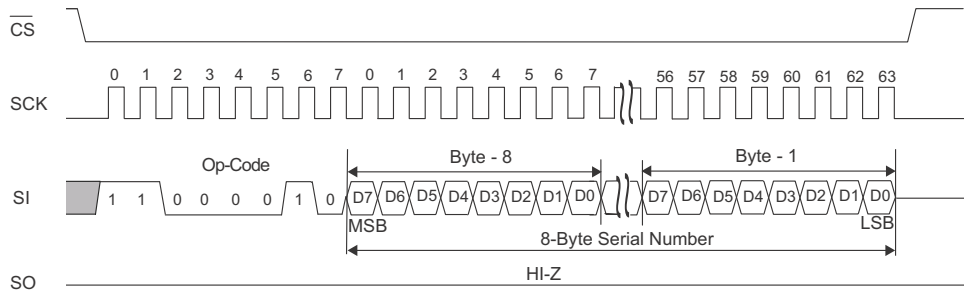 CS
0 1 2 3 4 5 6 7 0 1 2 3 4 5 6 7 56 57 58 59 60 61 62 63
SCK
Op-Code Byte - 8 Byte - 1
SI 1 1 0 0 0 0 1 0 D7 D6 D5 D4 D3 D2 D1 D0 D7 D6 D5 D4 D3 D2 D1 D0
MSB LSB
8-Byte Serial Number
HI-Z
SO